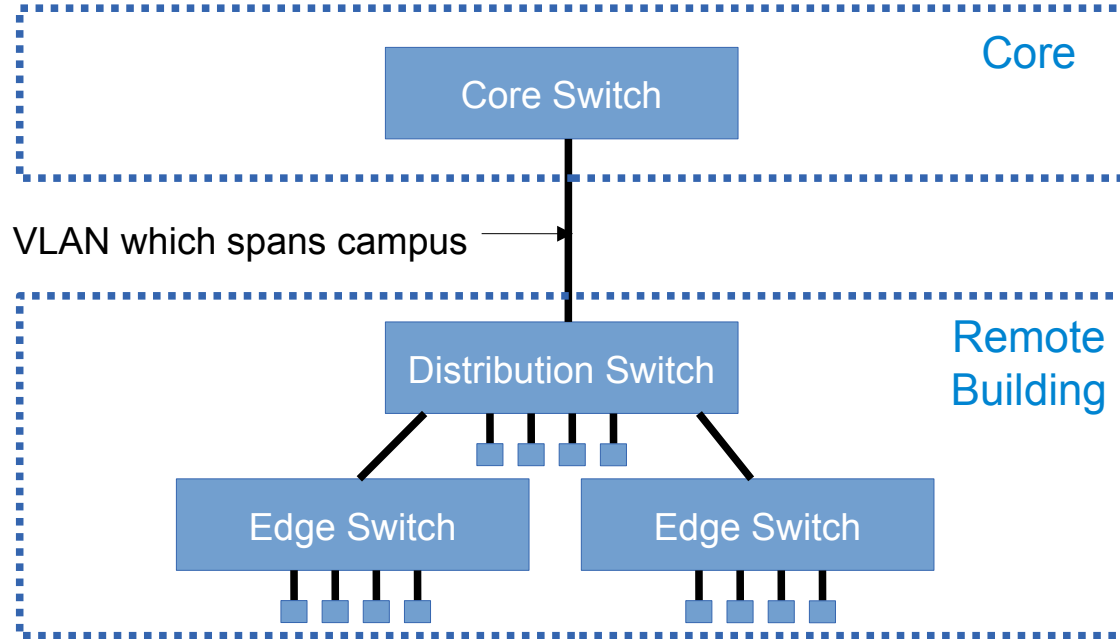 Core
Core Switch
VLAN which spans campus
Remote
Building
Distribution Switch
Edge Switch
Edge Switch